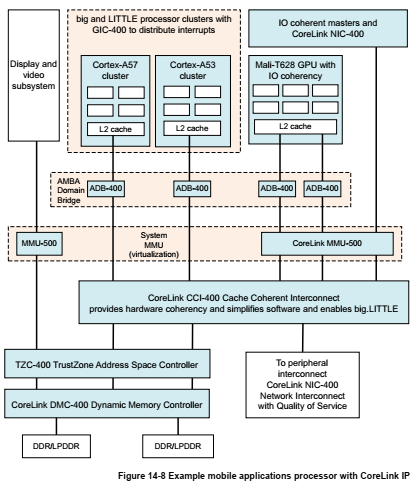 big and LITTLE processor clusters with
GIC-400 to distribute interrupts
IO coherent masters and
CoreLink NIC-400
Display and
video
subsystem
Cortex-A57
cluster
L2 cache
Cortex-A53
cluster
L2 cache
Mali-T628 GPU with
IO coherency
L2 cache
AMBA
Domain
Bridge
ADB-400
ADB-400
ADB-400
ADB-400
MMU-500
System
MMU
(virtualization)
CoreLink MMU-500
CoreLink CCI-400 Cache Coherent Interconnect
provides hardware coherency and simplifies software and enables big.LITTLE
TZC-400 TrustZone Address Space Controller
CoreLink DMC-400 Dynamic Memory Controller
To peripheral
interconnect
CoreLink NIC-400
Network Interconnect
with Quality of Service
DDR/LPDDR
DDR/LPDDR
Figure 14-8 Example mobile applications processor with CoreLink IP